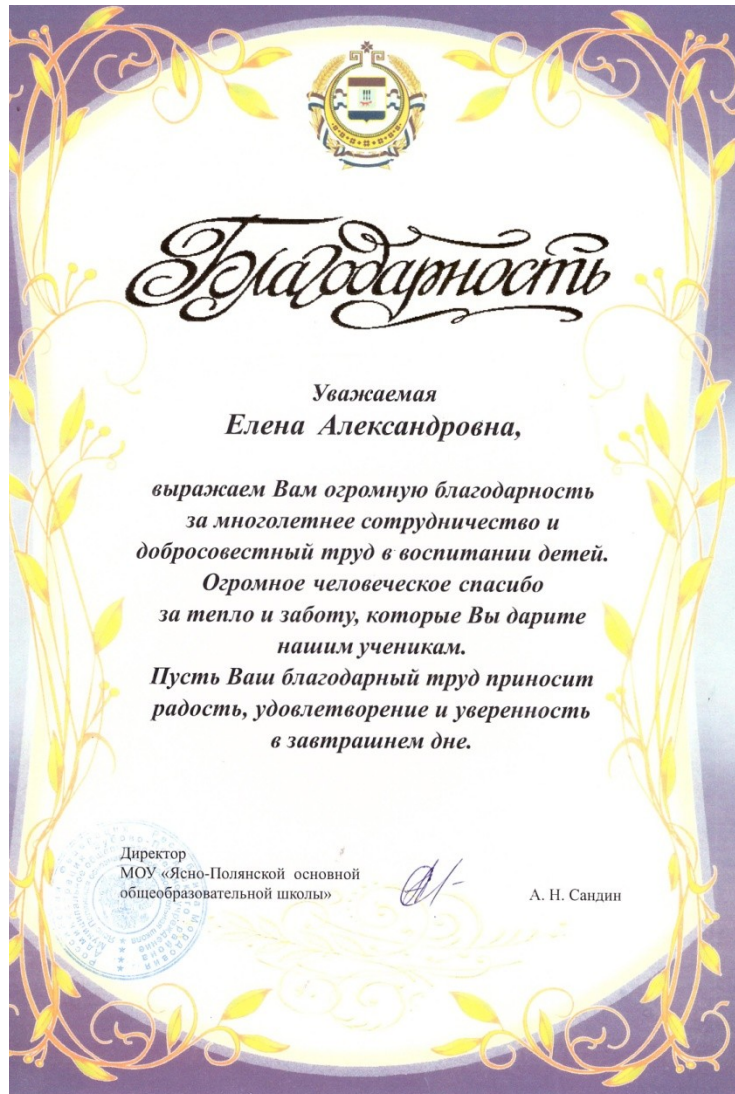 Благодарность
Уважаемая
Елена Александровна,
выражаем Вам огромную благодарность
за многолетнее сотрудничество и
добросовестный труд в воспитании детей.
Огромное человеческое спасибо
за тепло и заботу, которые Вы дарите
нашим ученикам.
Пусть Ваш благодарный труд приносит
радость, удовлетворение и уверенность
в завтрашнем дне.
Директор
МОУ «Ясно-Полянской основной
общеобразовательной школы»
А. Н. Сандин